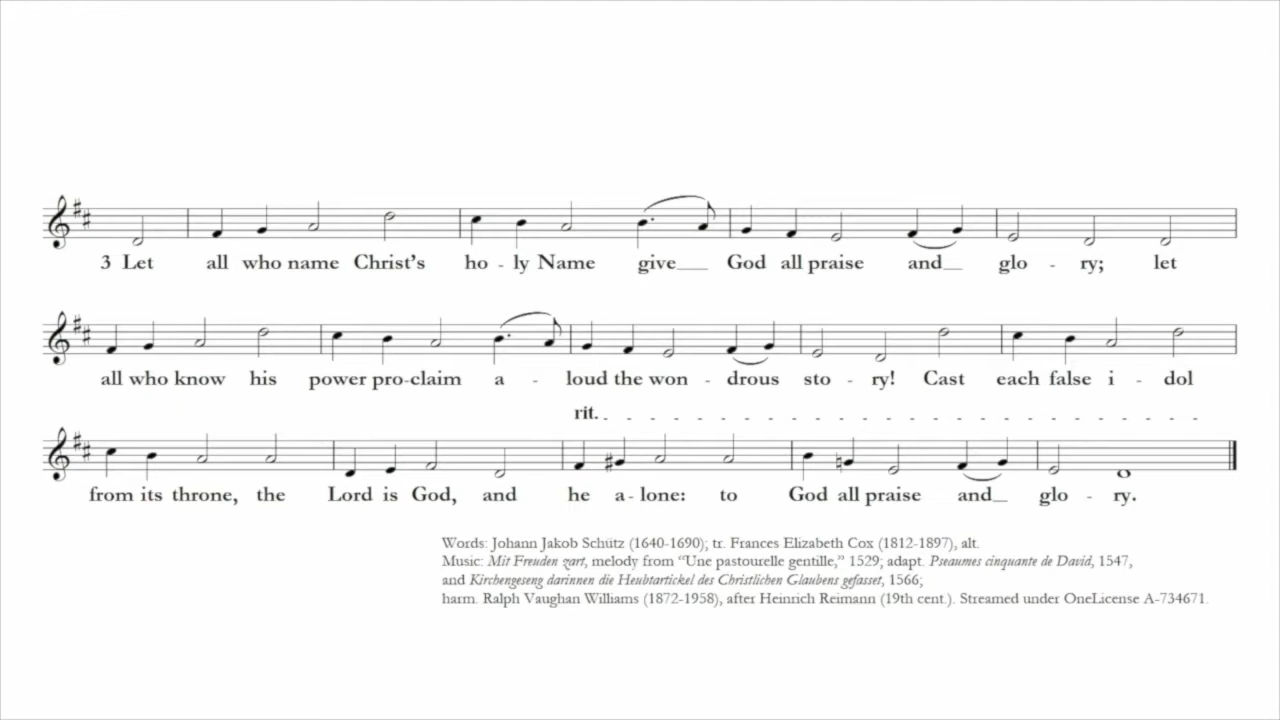 3 Let all who name Christ's ho - ly Name give God all praise and glo - ry; let
all who know his power pro-claim a - loud the won - drous sto - ry! Cast each false i - dol
rit.
from its throne, the Lord is God, and he a - lone: to God all praise and glo - ry.
Words: Johann Jakob Schütz (1640-1690); tr. Frances Elizabeth Cox (1812-1897), alt.
Music: Mit Freuden zart, melody from “Une pastourelle gentille,” 1529; adapt. Pseaumes cinquante de David, 1547,
and Kirchengeseng darinnen die Heubtartickel des Christlichen Glaubens gefasset, 1566;
harm. Ralph Vaughan Williams (1872-1958), after Heinrich Reimann (19th cent.). Streamed under OneLicense A-734671.